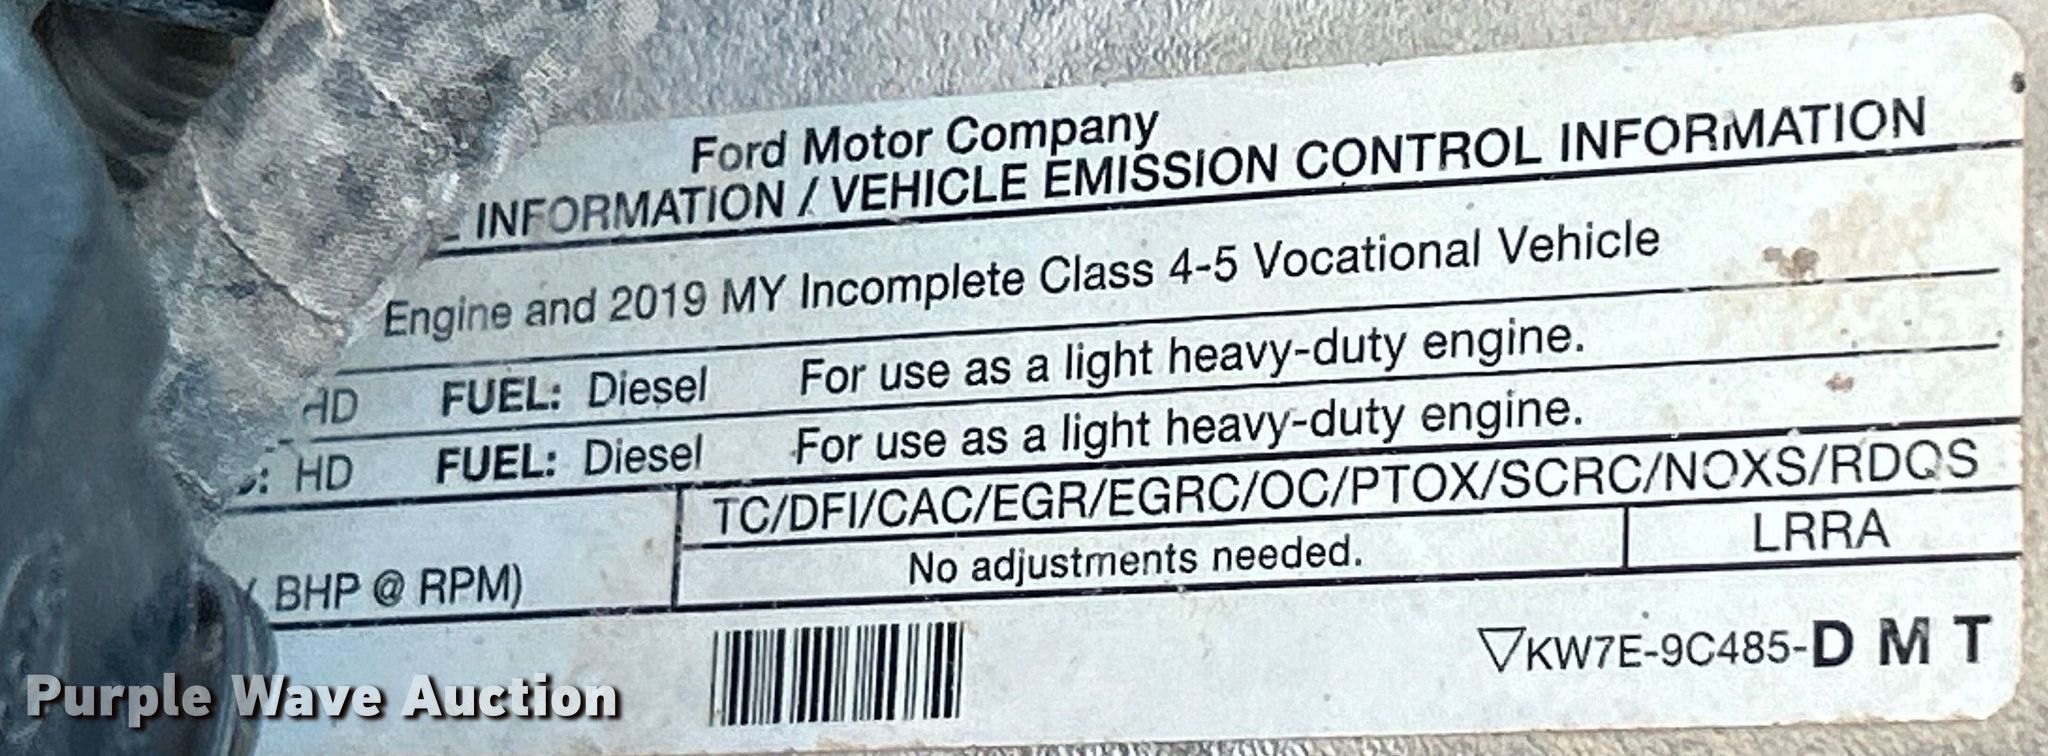 Ford Motor Company
INFORMATION / VEHICLE EMISSION CONTROL INFORMATION
Engine and 2019 MY Incomplete Class 4-5 Vocational Vehicle
HD FUEL: Diesel For use as a light heavy-duty engine.
HD FUEL: Diesel For use as a light heavy-duty engine.
TC/DFI/CAC/EGR/EGRC/OC/PTOX/SCRC/NOXS/RDQS
No adjustments needed. LRRA
( BHP @ RPM)
▽KW7E-9C485-D M T
Purple Wave Auction